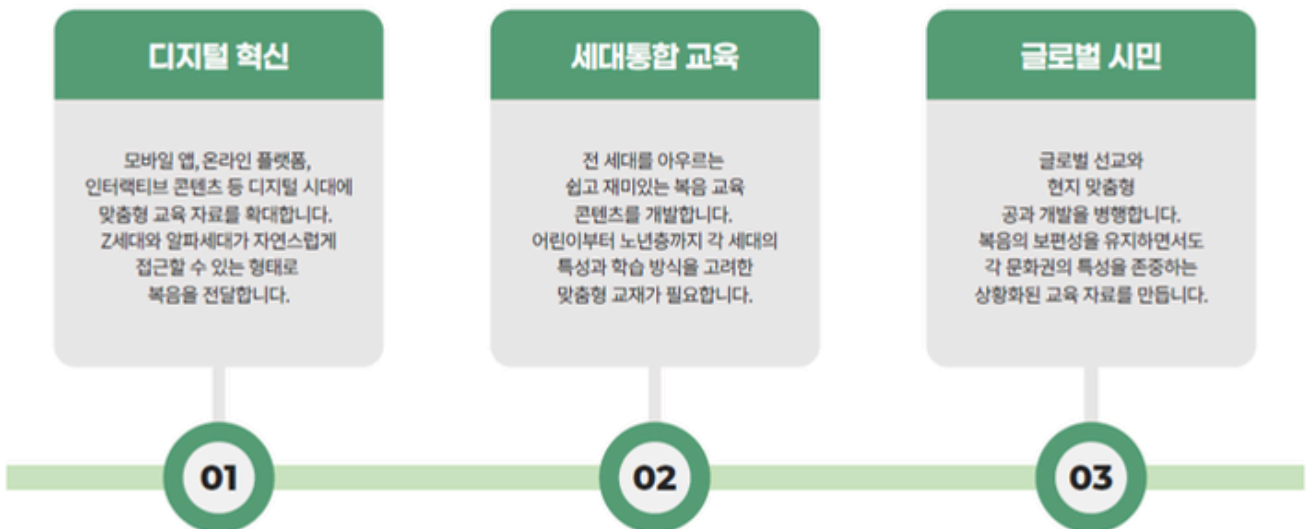 디지털 혁신
모바일 앱, 온라인 플랫폼,
인터랙티브 콘텐츠 등 디지털 시대에
맞춤형 교육 자료를 확대합니다.
Z세대와 알파세대가 자연스럽게
접근할 수 있는 형태로
복음을 전달합니다.
01
세대통합 교육
전 세대를 아우르는
쉽고 재미있는 복음 교육
콘텐츠를 개발합니다.
어린이부터 노년층까지 각 세대의
특성과 학습 방식을 고려한
맞춤형 교재가 필요합니다.
02
글로벌 시민
글로벌 선교와
현지 맞춤형
공과 개발을 병행합니다.
복음의 보편성을 유지하면서도
각 문화권의 특성을 존중하는
상황화된 교육 자료를 만듭니다.
03